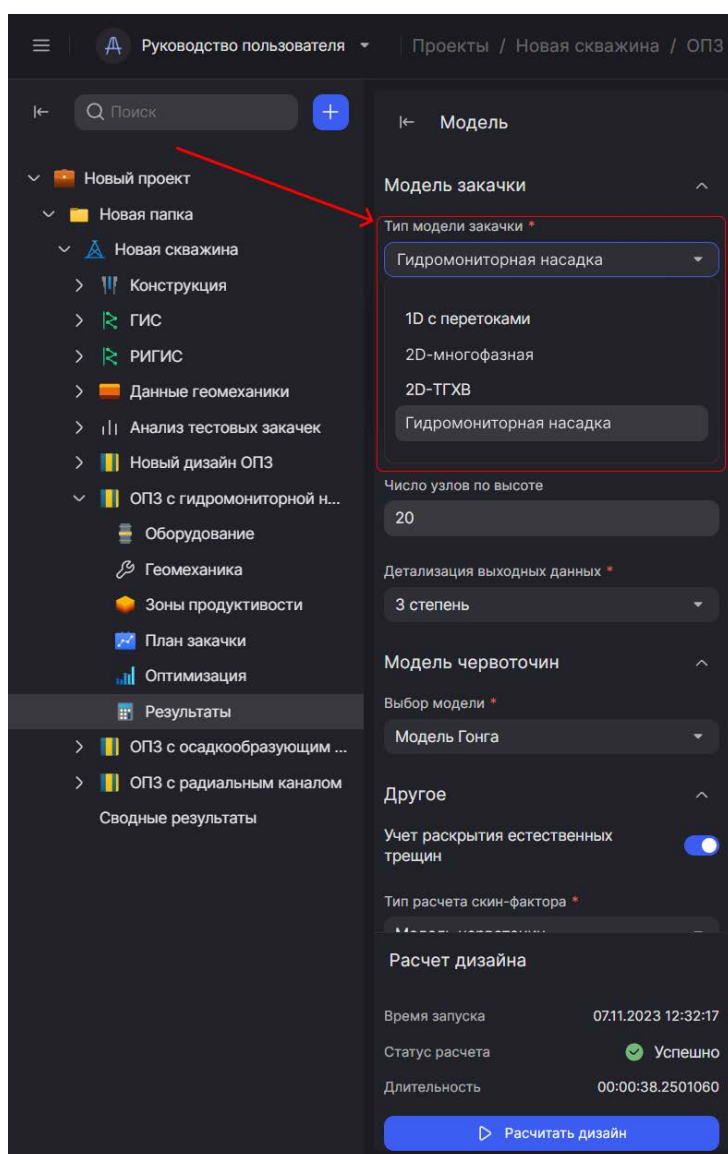 Руководство пользователя
Проекты / Новая скважина / ОПЗ
Поиск
Новый проект
Новая папка
Новая скважина
Конструкция
ГИС
РИГИС
Данные геомеханики
Анализ тестовых закачек
Новый дизайн ОПЗ
ОПЗ с гидромониторной н...
Оборудование
Геомеханика
Зоны продуктивости
План закачки
Оптимизация
Результаты
ОПЗ с осадкообразующим ...
ОПЗ с радиальным каналом
Сводные результаты
Модель
Модель закачки
Тип модели закачки *
Гидромониторная насадка
1D с перетоками
2D-многофазная
2D-ТГХВ
Гидромониторная насадка
Число узлов по высоте
20
Детализация выходных данных *
3 степень
Модель червоточин
Выбор модели *
Модель Гонга
Другое
Учет раскрытия естественных
трещин
Тип расчета скин-фактора *
Расчет дизайна
Время запуска 07.11.2023 12:32:17
Статус расчета Успешно
Длительность 00:00:38.2501060
Расчитать дизайн